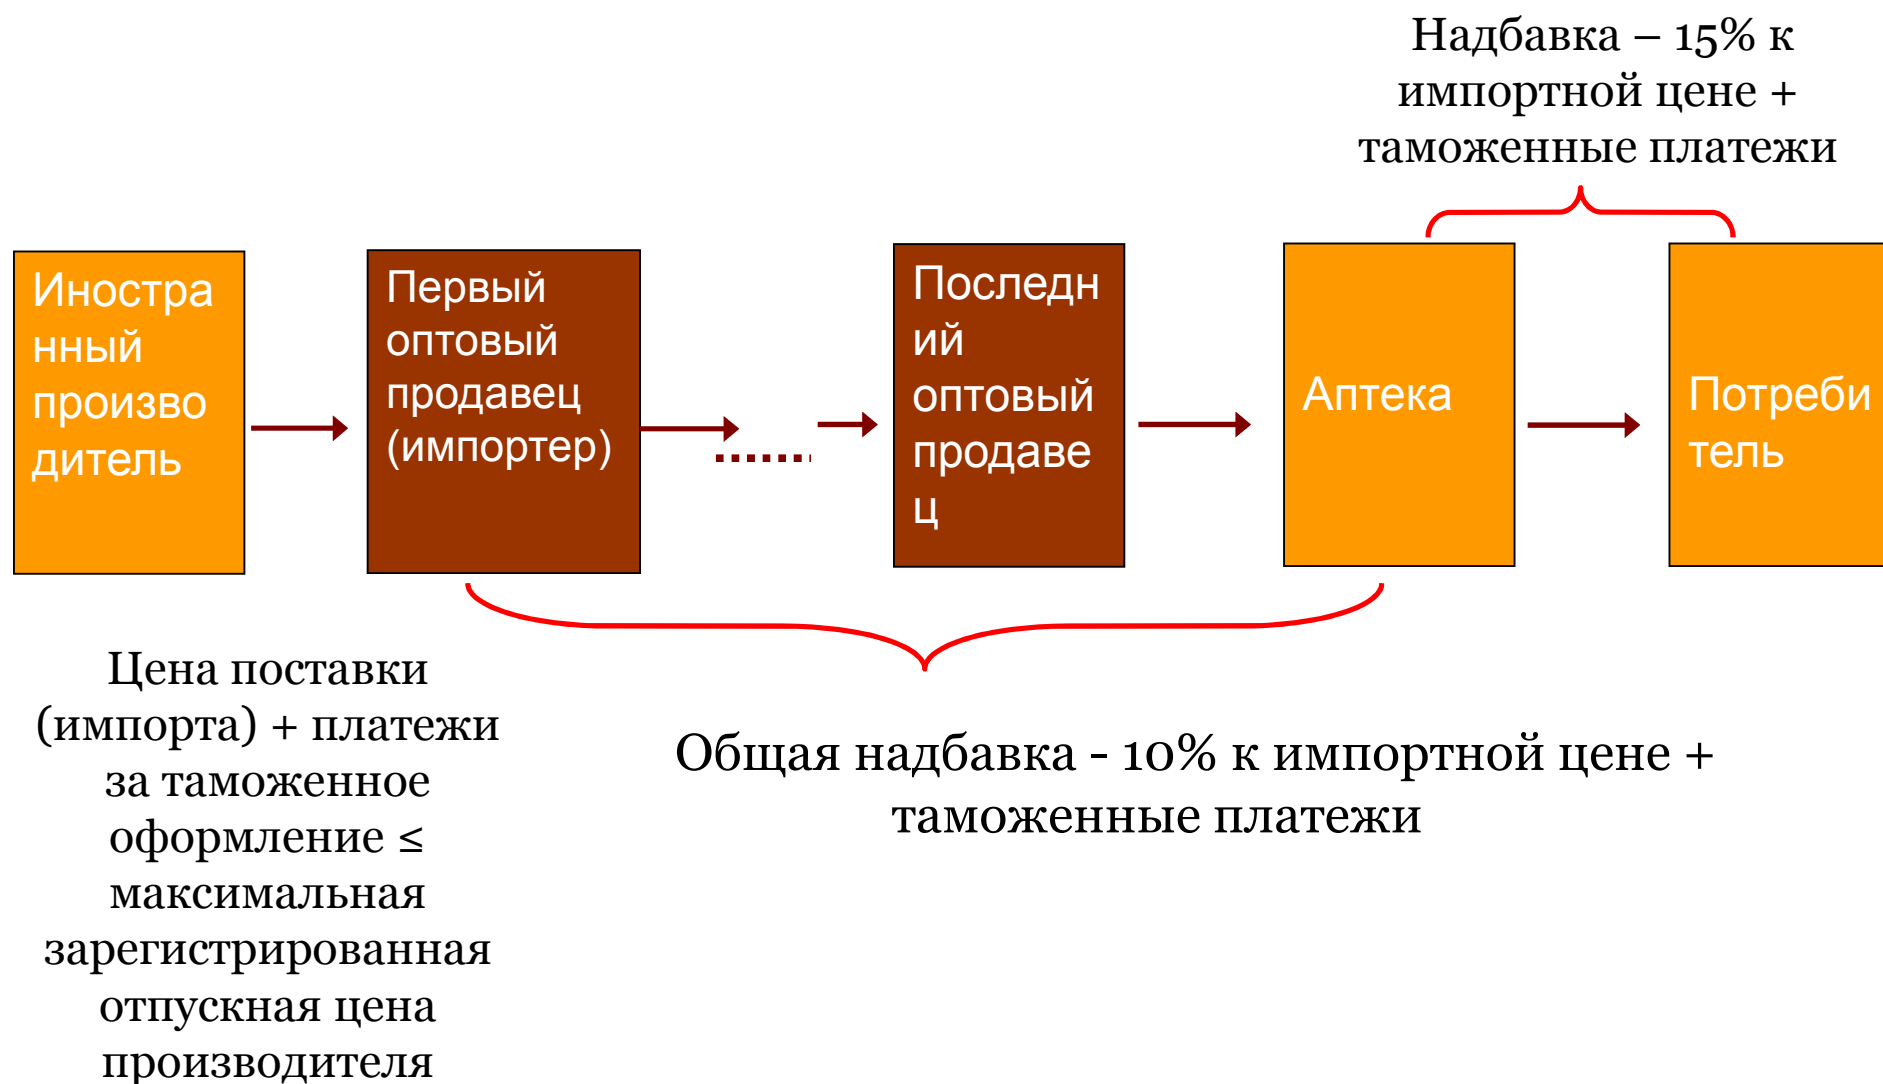 Надбавка – 15% к
импортной цене +
таможенные платежи
Иностра
нный
произво
дитель
Первый
оптовый
продавец
(импортер)
Последн
ий
оптовый
продаве
ц
Аптека
Потреби
тель
Цена поставки
(импорта) + платежи
за таможенное
оформление ≤
максимальная
зарегистрированная
отпускная цена
производителя
Общая надбавка - 10% к импортной цене +
таможенные платежи